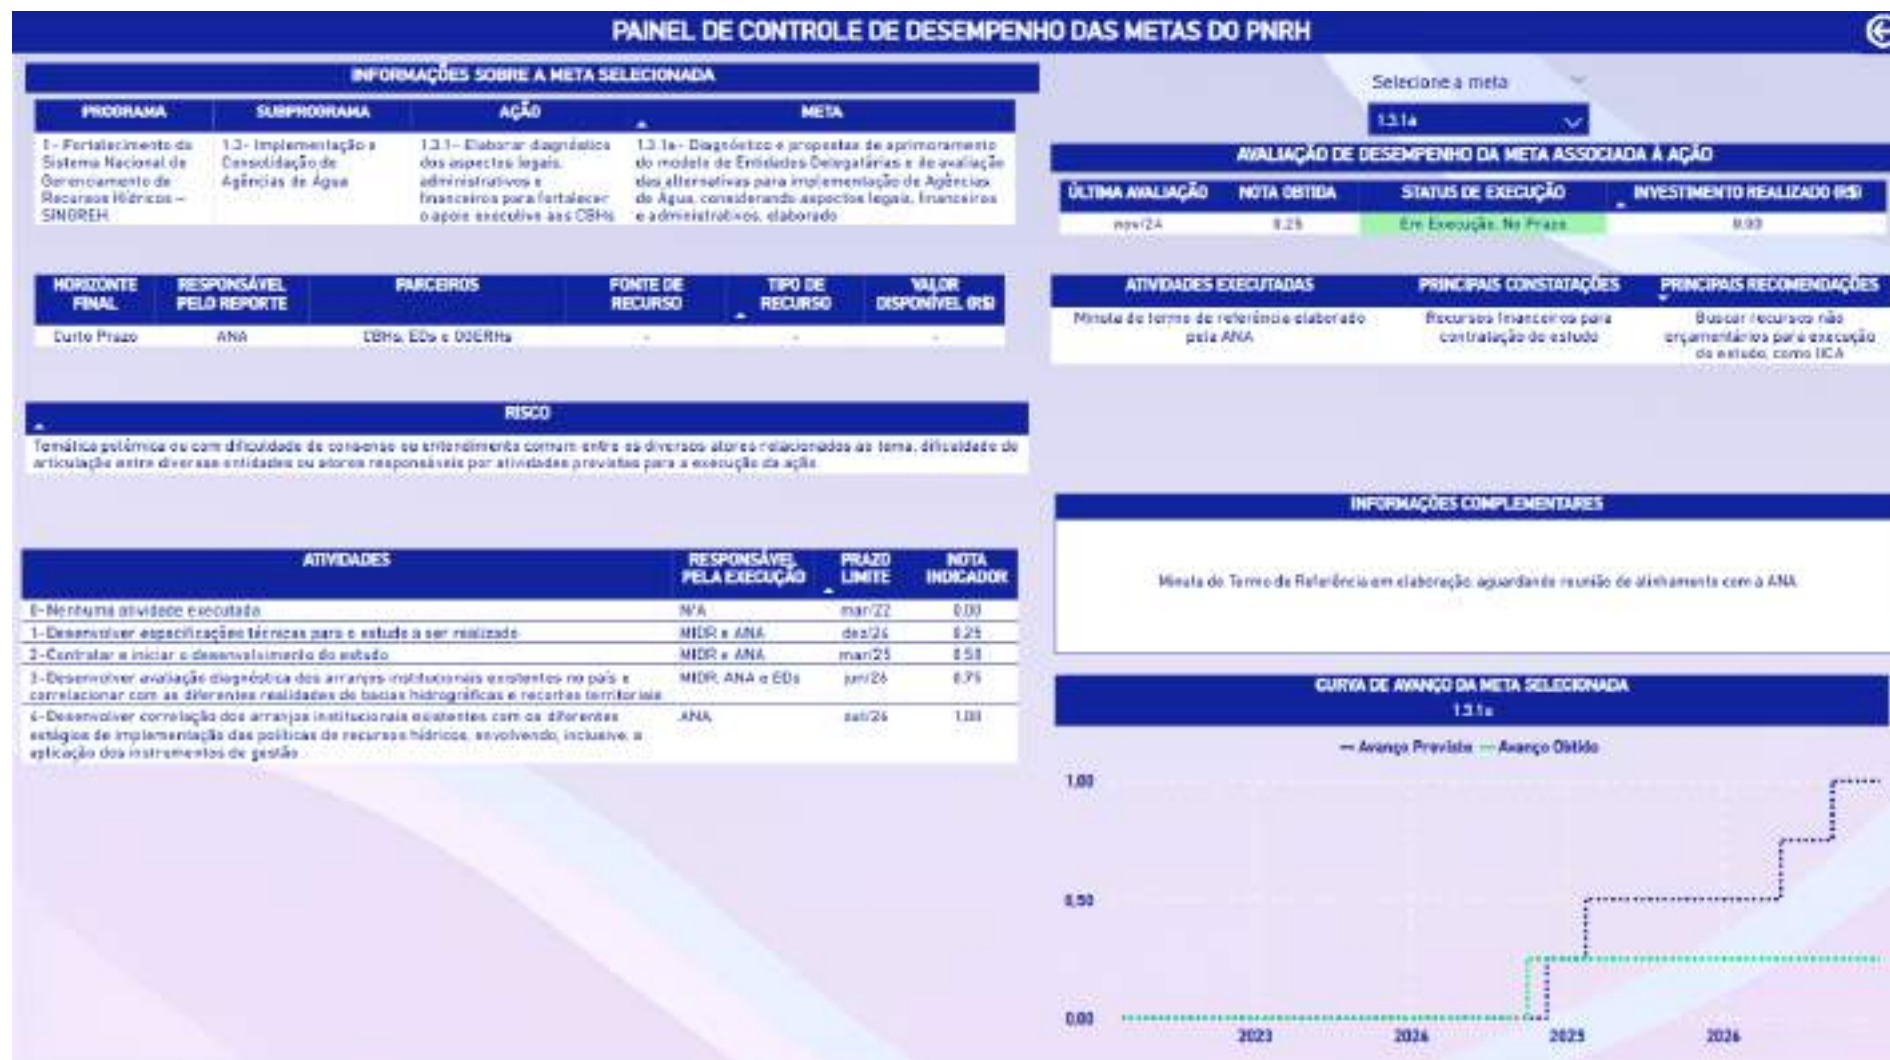 PAINEL DE CONTROLE DE DESEMPENHO DAS METAS DO PNRH
INFORMAÇÕES SOBRE A META SELECIONADA
PROGRAMA SUBPROGRAMA AÇÃO META
1- Fortalecimento do Sistema Nacional de Gerenciamento de Recursos Hídricos – SINGREH
1.3- Implementação e Consolidação de Agências de Água
1.3.1- Elaborar diagnóstico dos aspectos legais, administrativos e financeiros para fortalecer o apoio executivo aos CBHs
1.3.1a- Diagnóstico e propostas de aprimoramento do modelo de Entidades Delegatárias e de avaliação das alternativas para implementação de Agências de Água, considerando aspectos legais, financeiros e administrativos, elaborado
HORIZONTE FINAL RESPONSÁVEL PELO REPORTE PARCEIROS FONTE DE RECURSO TIPO DE RECURSO VALOR DISPONÍVEL (R$)
Curto Prazo ANA CBHs, EDs e OGERHs - - -
RISCO
Temática polêmica ou com dificuldade de consenso ou entendimento comum entre os diversos atores relacionados ao tema, dificuldade de
articulação entre diversas entidades ou atores responsáveis por atividades previstas para a execução da ação.
ATIVIDADES RESPONSÁVEL PELA EXECUÇÃO PRAZO LIMITE NOTA INDICADOR
0-Nenhuma atividade executada N/A mar/22 0,00
1-Desenvolver especificações técnicas para o estudo a ser realizado MIDR e ANA dez/24 0,25
2-Contratar e iniciar o desenvolvimento do estudo MIDR e ANA mar/25 0,50
3-Desenvolver avaliação diagnóstica dos arranjos institucionais existentes no país e MIDR, ANA e EDs jun/26 0,75
correlacionar com as diferentes realidades de bacias hidrográficas e recortes territoriais
4-Desenvolver correlação dos arranjos institucionais existentes com os diferentes ANA 1,00
estágios de implementação das políticas de recursos hídricos, envolvendo, inclusive, a
aplicação dos instrumentos de gestão
Selecione a meta
1.3.1a
AVALIAÇÃO DE DESEMPENHO DA META ASSOCIADA À AÇÃO
ÚLTIMA AVALIAÇÃO NOTA OBTIDA STATUS DE EXECUÇÃO INVESTIMENTO REALIZADO (R$)
nov/24 0,25 Em Execução, No Prazo 0,00
ATIVIDADES EXECUTADAS PRINCIPAIS CONSTATAÇÕES PRINCIPAIS RECOMENDAÇÕES
Minuta de termo de referência elaborado pela ANA
Recursos financeiros para contratação do estudo
Buscar recursos não orçamentários para execução do estudo, como IICA
INFORMAÇÕES COMPLEMENTARES
Minuta do Termo de Referência em elaboração, aguardando reunião de alinhamento com a ANA
CURVA DE AVANÇO DA META SELECIONADA
1.3.1a
Avanço Previsto Avanço Obtido
1,00
0,50
0,00
2023 2024 2025 2026